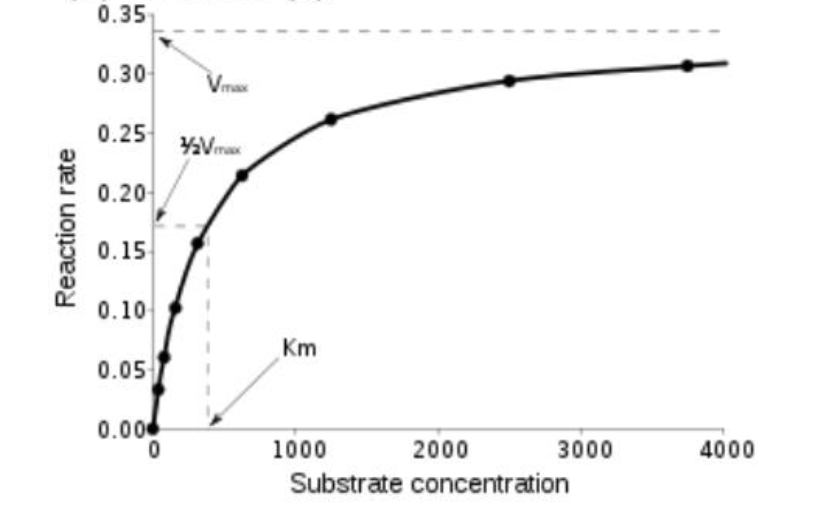 0.35
0.30
Vmax
0.25
½Vmax
0.20
0.15
0.10
Km
0.05
0.00
0 1000 2000 3000 4000
Reaction rate
Substrate concentration